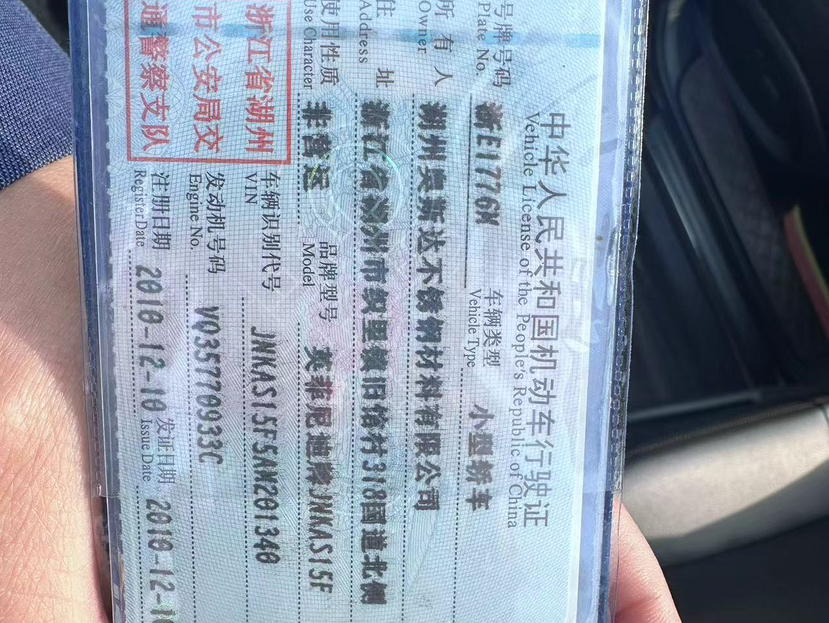 中华人民共和国机动车行驶证
Vehicle License of the People's Republic of China
号牌号码 浙E1776M 车辆类型 小型轿车
Plate No. Vehicle Type
所有人 湖州奥斯达不锈钢材料有限公司
Owner
住址 浙江省湖州市织里镇旧馆村318国道北侧
Address
使用性质 非营运 品牌型号 英菲尼迪牌JNKAS15F
Use Character Model
浙江省湖州
市公安局交
通警察支队
车辆识别代号 JNKAS15F5AM201340
VIN
发动机号码 VQ35770933C
Engine No.
注册日期 2010-12-10 发证日期 2010-12-1
Register Date Issue Date